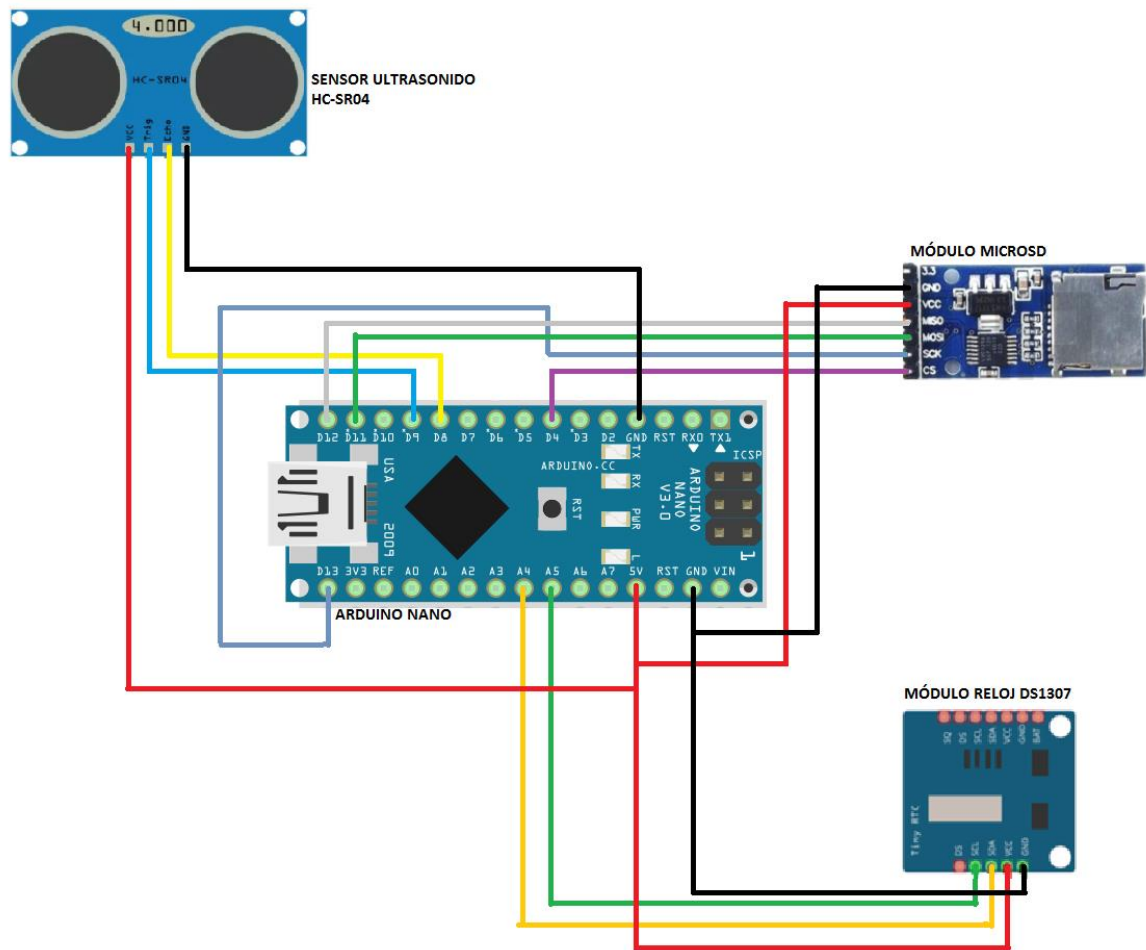 4.000
HC-SR04
VCC
Trig
Echo
GND
SENSOR ULTRASONIDO
HC-SR04
MÓDULO MICROSD
3.3
GND
VCC
MISO
MOSI
SCK
CS
D12 D11 D10 D9 D8 D7 D6 D5 D4 D3 D2 GND RST RX0 TX1
ICSP
USA
ARDUINO.CC
TX
RX
RST
PWR
L
ARDUINO
NANO
V3.0
1
D13 3V3 REF A0 A1 A2 A3 A4 A5 A6 A7 5V RST GND VIN
ARDUINO NANO
MÓDULO RELOJ DS1307
SQ
DS
SCL
SDA
VCC
GND
BAT
Tiny RTC
DS
SCL
SDA
VCC
GND